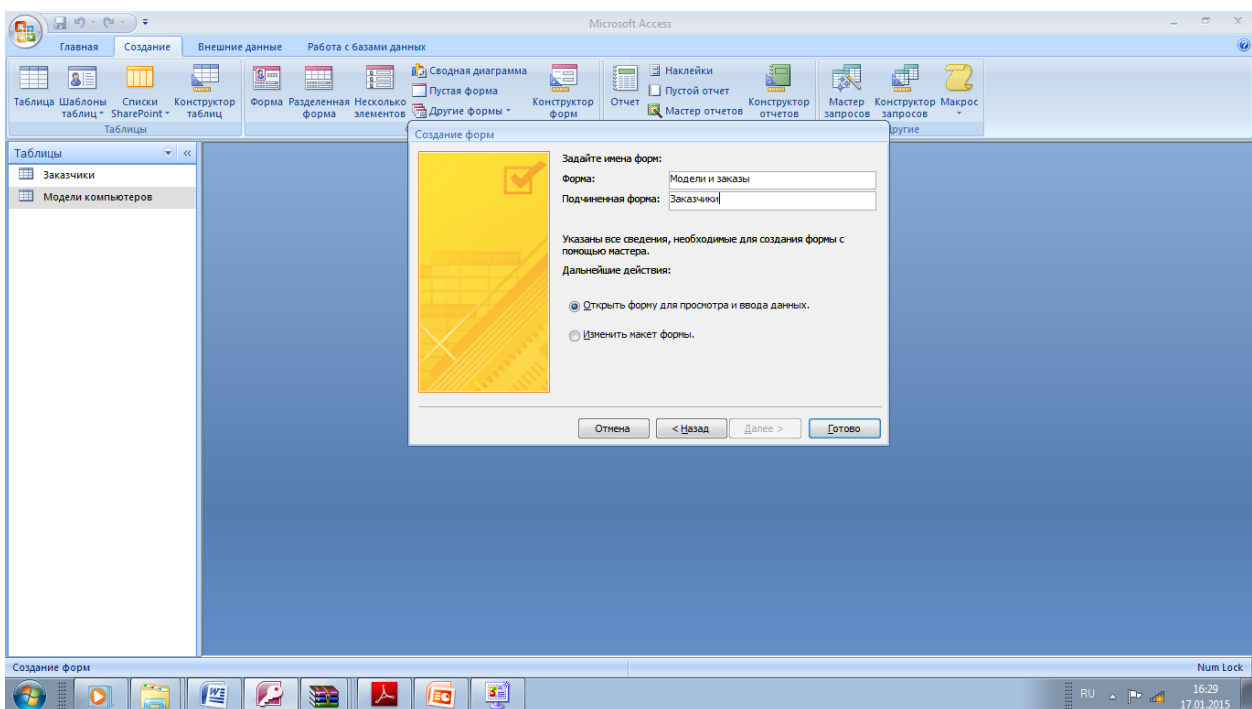 Microsoft Access
Главная Создание Внешние данные Работа с базами данных
Таблица Шаблоны таблиц Списки SharePoint Конструктор таблиц
Таблицы
Форма Разделенная форма Несколько элементов
Сводная диаграмма
Пустая форма
Другие формы
Конструктор форм
Отчет
Наклейки
Пустой отчет
Мастер отчетов
Конструктор отчетов
Мастер запросов Конструктор запросов Макрос
Другие
Таблицы
Заказчики
Модели компьютеров
Создание форм
Задайте имена форм:
Форма: Модели и заказы
Подчиненная форма: Заказчики
Указаны все сведения, необходимые для создания формы с
помощью мастера.
Дальнейшие действия:
Открыть форму для просмотра и ввода данных.
Изменить макет формы.
Отмена < Назад Далее > Готово
Создание форм Num Lock
RU 16:29
17.01.2015